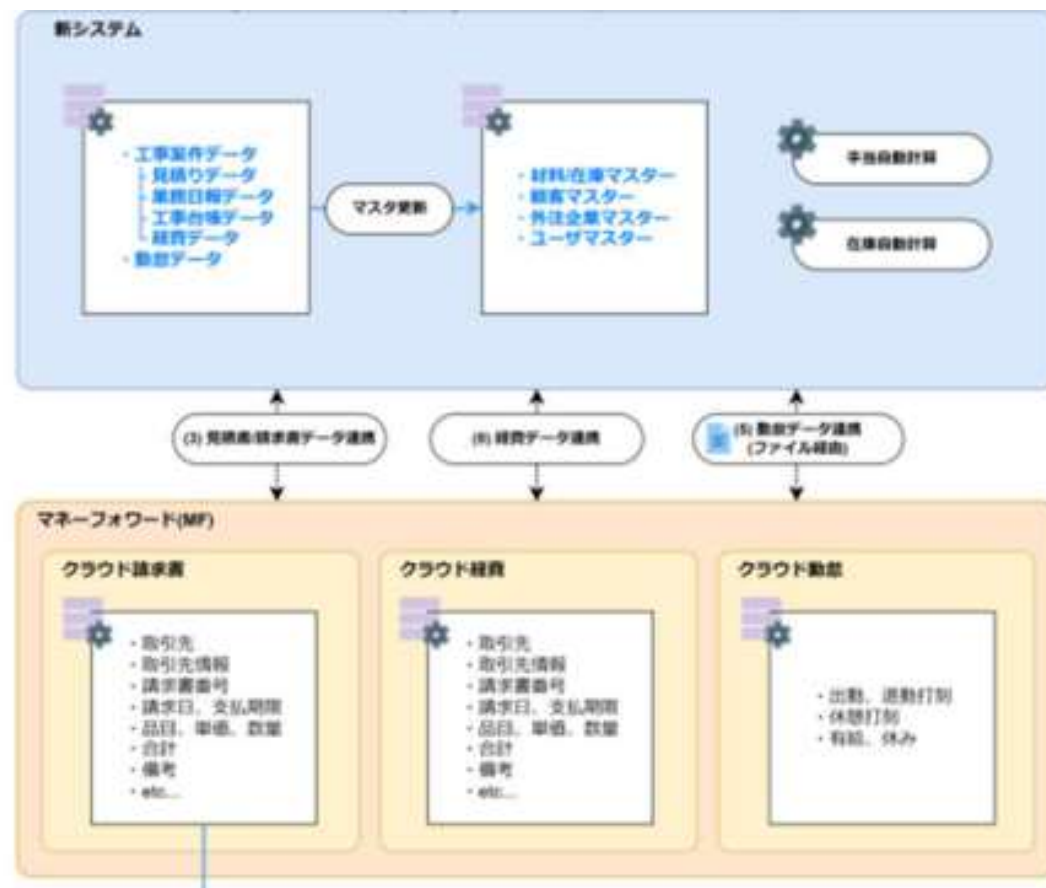 新システム
・工事案件データ
見積りデータ
業務日報データ
工事台帳データ
経費データ
・勤怠データ
マスタ更新
・材料/在庫マスター
・顧客マスター
・外注企業マスター
・ユーザマスター
手当自動計算
在庫自動計算
(3) 見積書/請求書データ連携
(6) 経費データ連携
(5) 勤怠データ連携
(ファイル経由)
マネーフォワード(MF)
クラウド請求書
・取引先
・取引先情報
・請求書番号
・請求日、支払期限
・品目、単価、数量
・合計
・備考
・etc...
クラウド経費
・取引先
・取引先情報
・請求書番号
・請求日、支払期限
・品目、単価、数量
・合計
・備考
・etc...
クラウド勤怠
・出勤、退勤打刻
・休憩打刻
・有給、休み